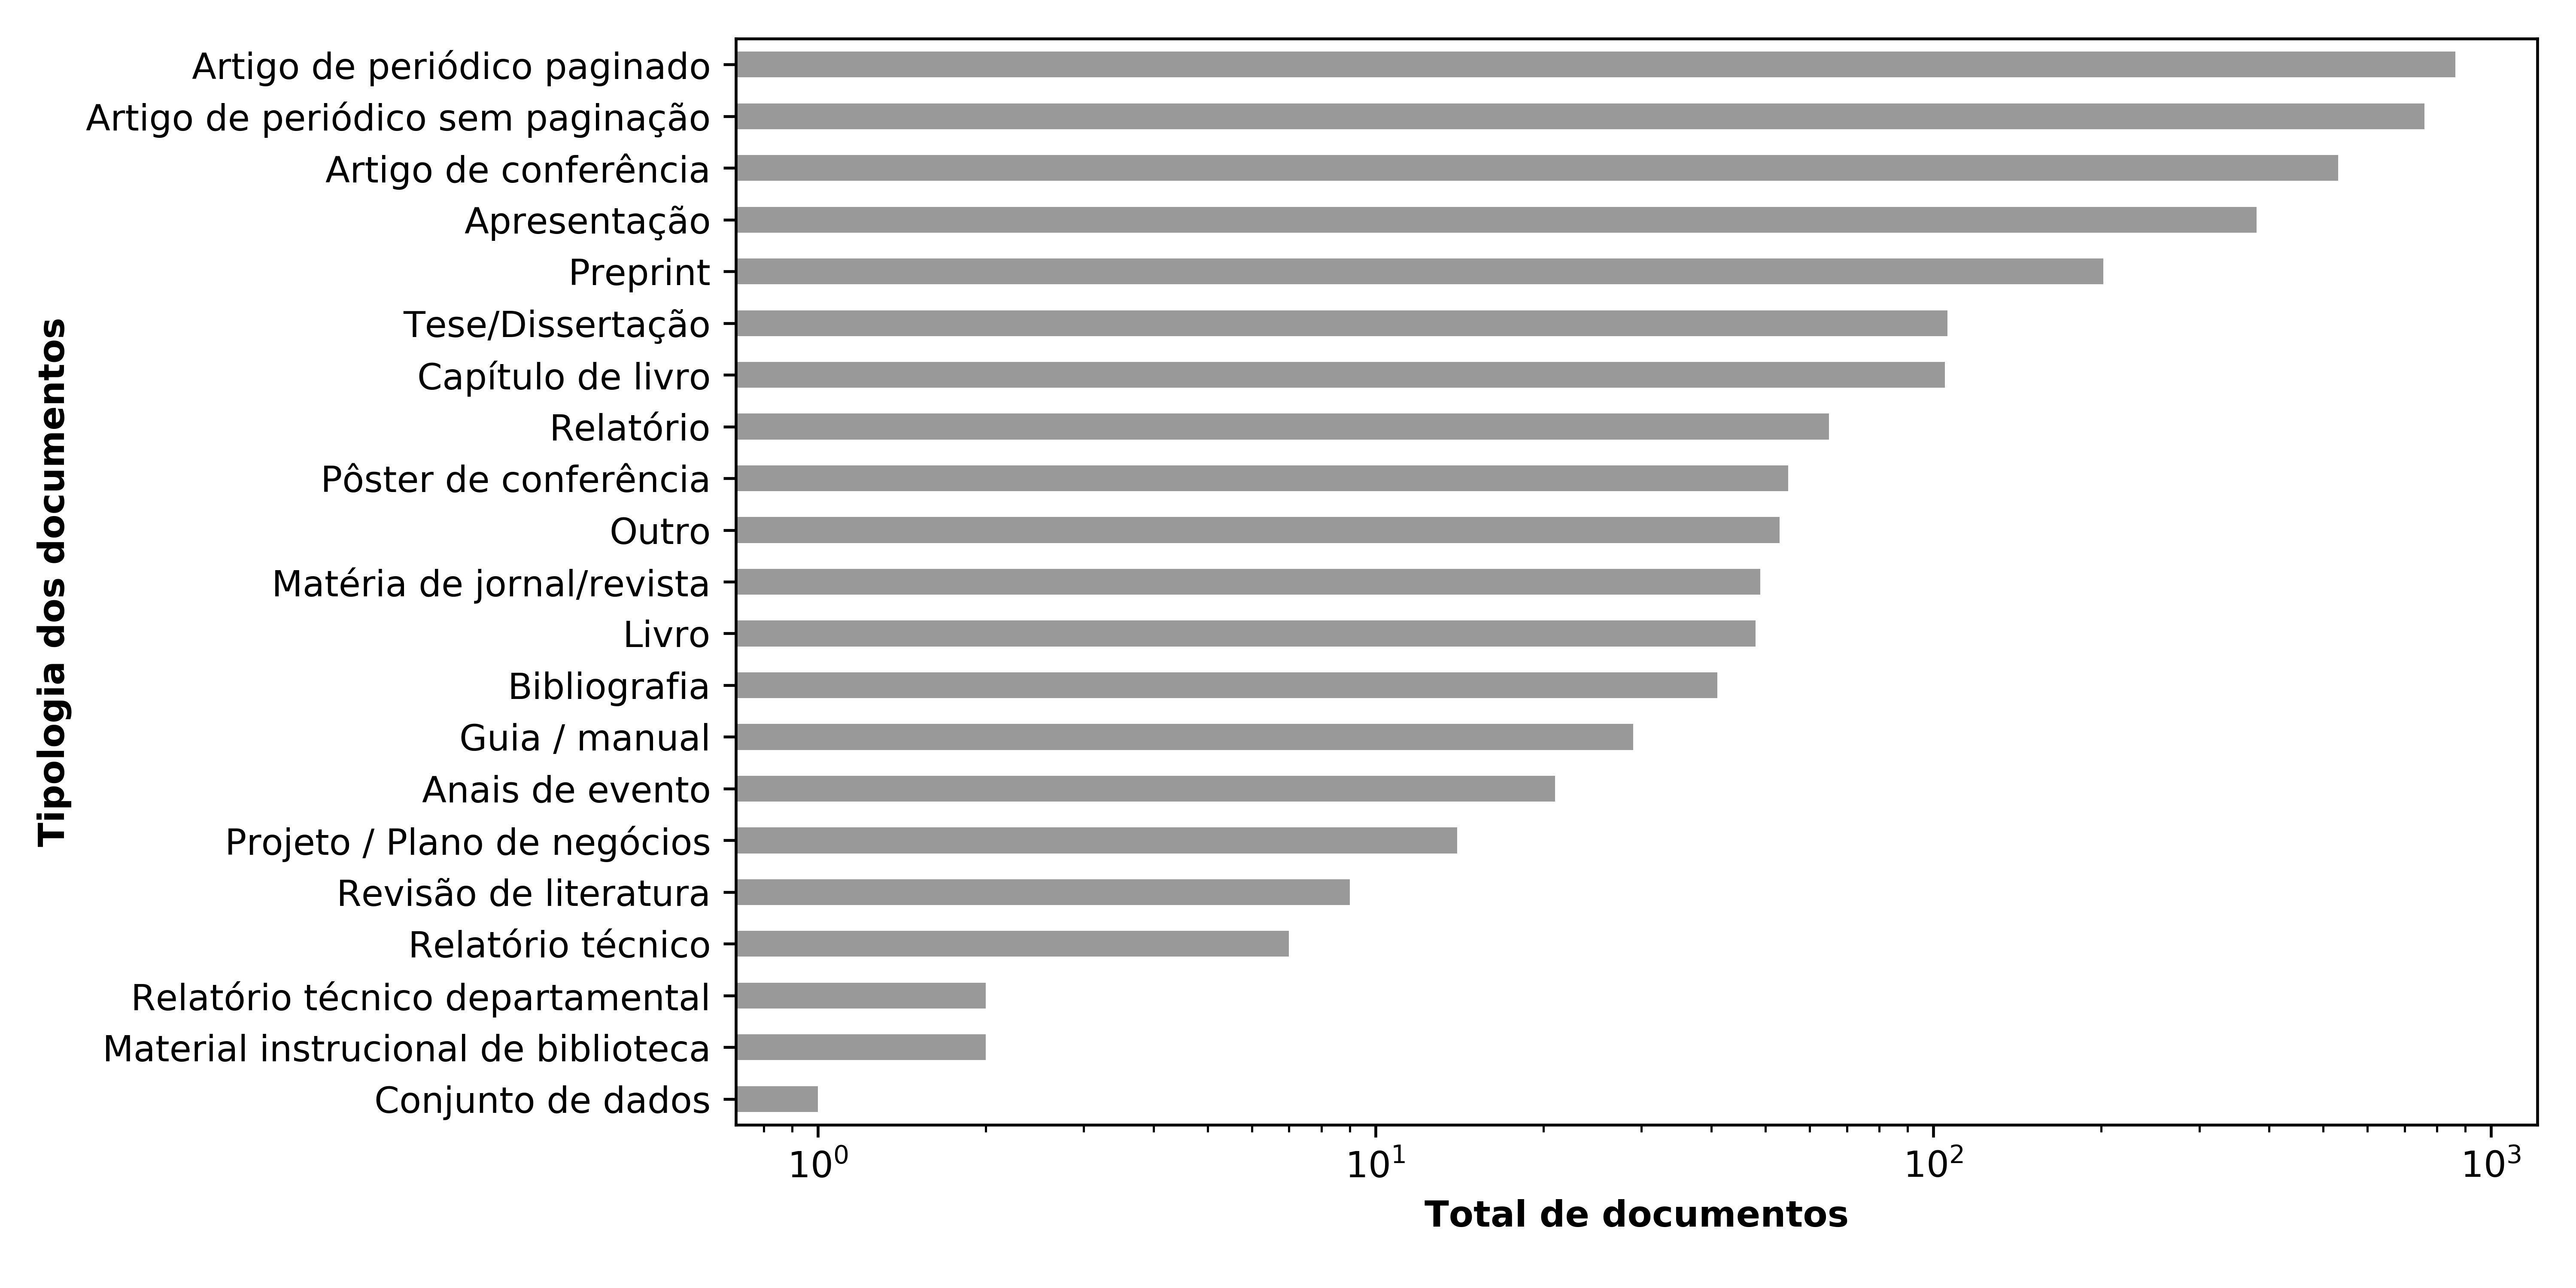 Artigo de periódico paginado
Artigo de periódico sem paginação
Artigo de conferência
Apresentação
Preprint
Tese/Dissertação
Capítulo de livro
Relatório
Pôster de conferência
Outro
Matéria de jornal/revista
Livro
Bibliografia
Guia / manual
Anais de evento
Projeto / Plano de negócios
Revisão de literatura
Relatório técnico
Relatório técnico departamental
Material instrucional de biblioteca
Conjunto de dados
Tipologia dos documentos
10⁰ 10¹ 10² 10³
Total de documentos